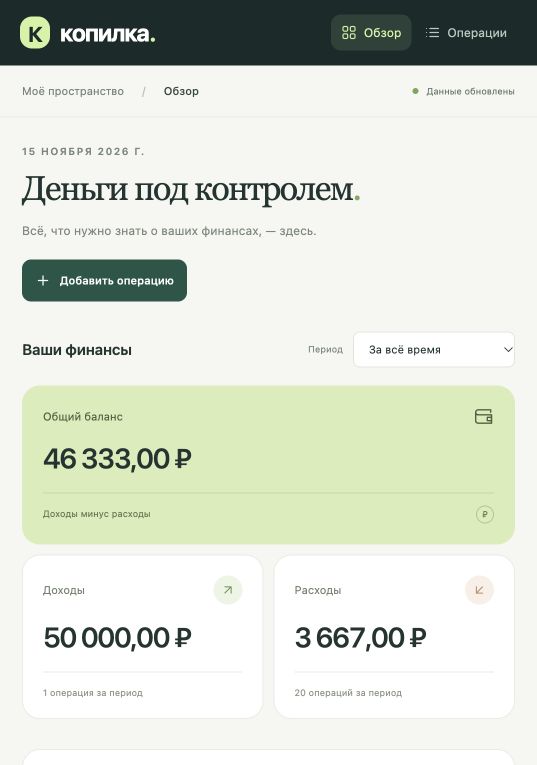 K копилка.
Обзор
Операции
Моё пространство / Обзор
Данные обновлены
15 НОЯБРЯ 2026 Г.
Деньги под контролем.
Всё, что нужно знать о ваших финансах, — здесь.
+ Добавить операцию
Ваши финансы
Период
За всё время
Общий баланс
46 333,00 ₽
Доходы минус расходы
₽
Доходы
50 000,00 ₽
1 операция за период
Расходы
3 667,00 ₽
20 операций за период